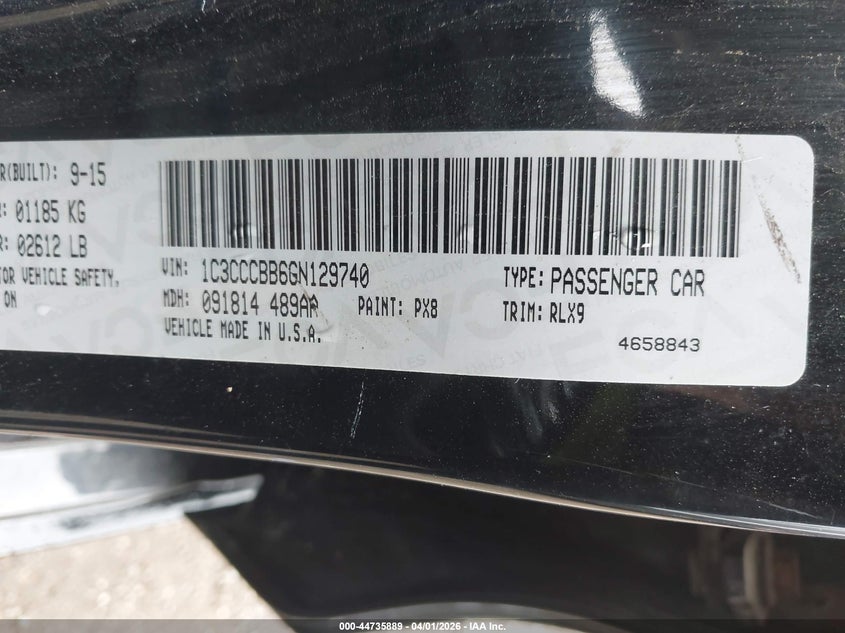 R(BUILT): 9-15
: 01185 KG
R: 02612 LB
TOR VEHICLE SAFETY,
ON
VIN: 1C3CCCBB6GN129740
TYPE: PASSENGER CAR
MDH: 091814 489AA
PAINT: PX8
TRIM: RLX9
VEHICLE MADE IN U.S.A.
4658843
000-44735889 - 04/01/2026 - IAA Inc.